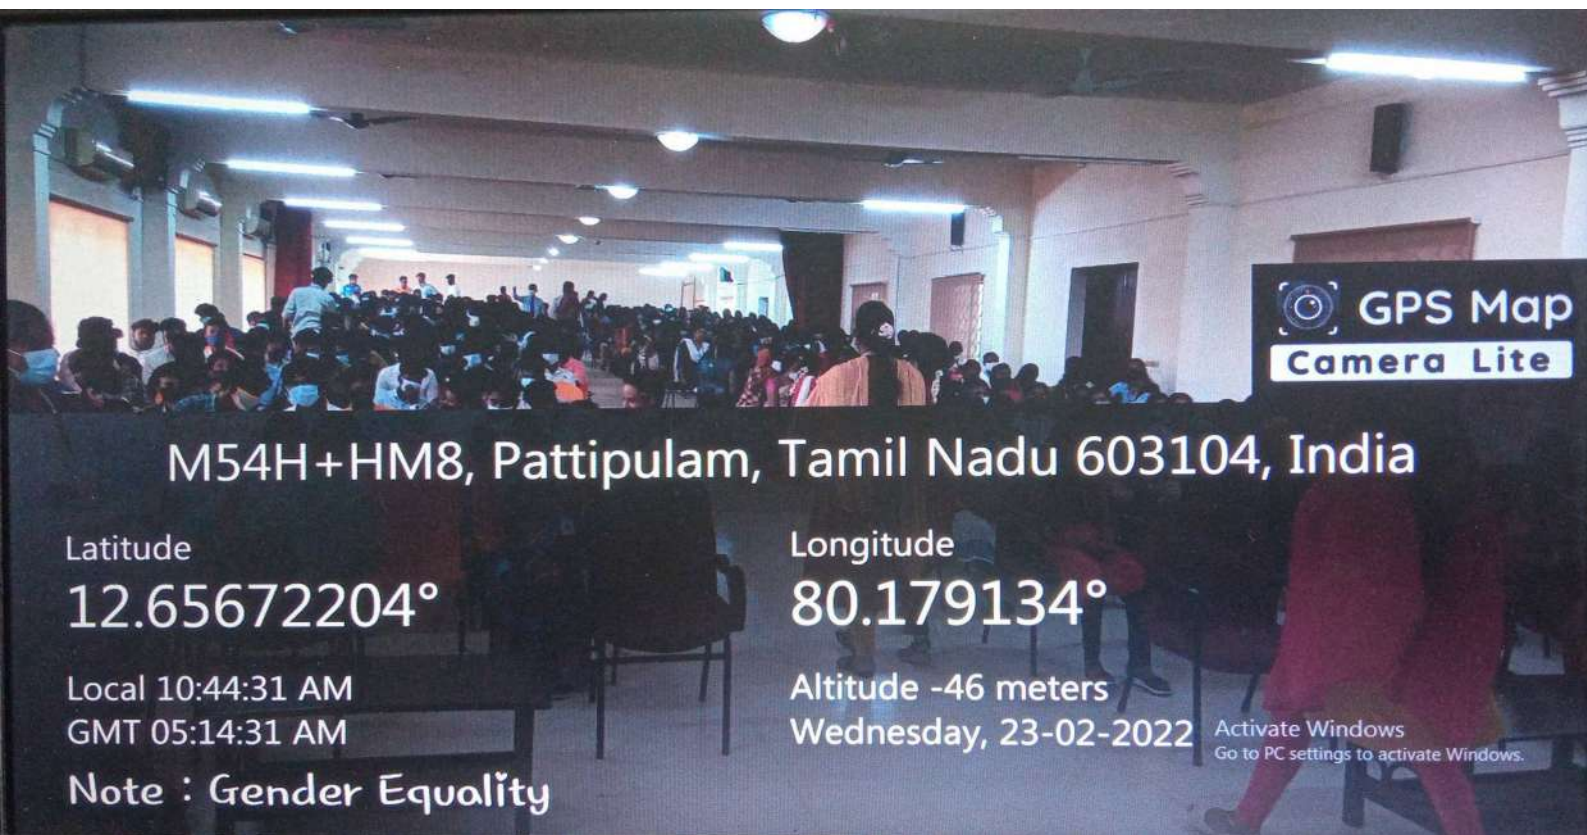 GPS Map
Camera Lite
M54H+HM8, Pattipulam, Tamil Nadu 603104, India
Latitude
12.65672204°
Longitude
80.179134°
Local 10:44:31 AM
GMT 05:14:31 AM
Altitude -46 meters
Wednesday, 23-02-2022
Activate Windows
Go to PC settings to activate Windows.
Note : Gender Equality